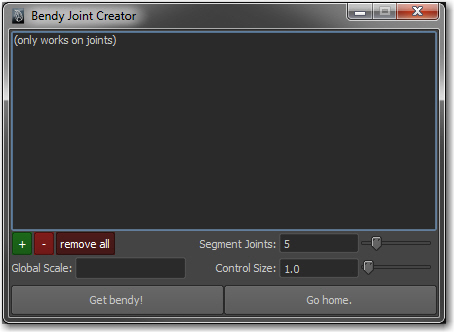 Bendy Joint Creator
(only works on joints)
+ - remove all Segment Joints: 5
Global Scale: Control Size: 1.0
Get bendy! Go home.